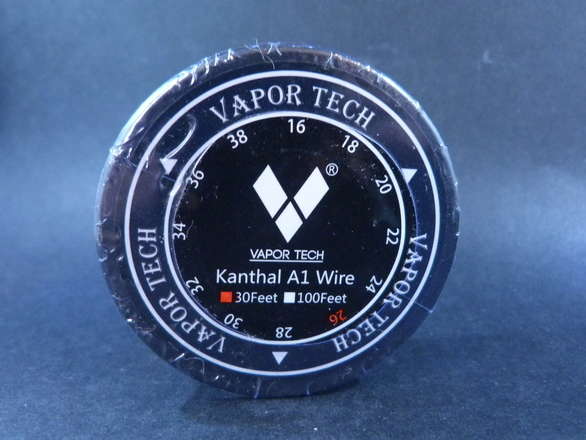 VAPOR TECH
16
18
20
22
24
26
28
30
32
34
36
38
®
VAPOR TECH
Kanthal A1 Wire
30Feet 100Feet
VAPOR TECH
VAPOR TECH